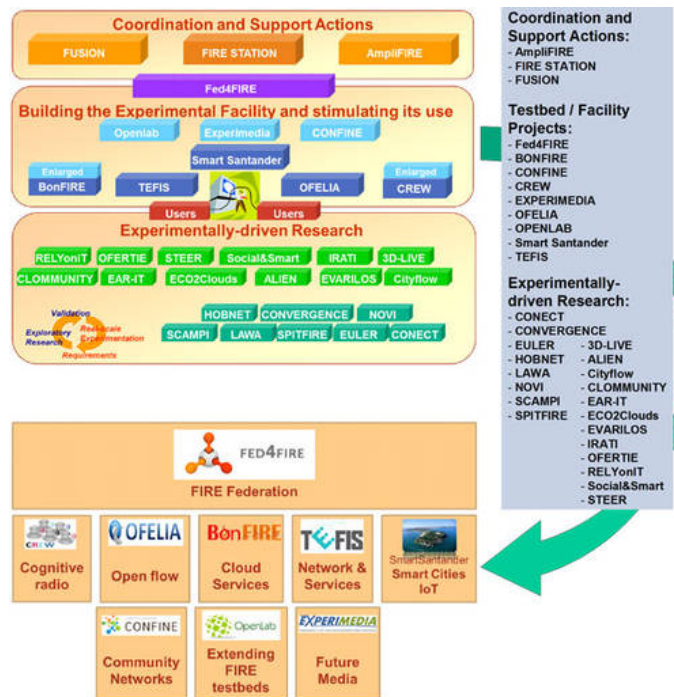 Coordination and Support Actions
FUSION
FIRE STATION
AmpliFIRE
Fed4FIRE
Building the Experimental Facility and stimulating its use
Openlab
Experimedia
CONFINE
Smart Santander
Enlarged
BonFIRE
TEFIS
OFELIA
Enlarged
CREW
Users
Users
Experimentally-driven Research
RELYonIT
OFERTIE
STEER
Social&Smart
IRATI
3D-LIVE
CLOMMUNITY
EAR-IT
ECO2Clouds
ALIEN
EVARILOS
Cityflow
HOBNET
CONVERGENCE
NOVI
SCAMPI
LAWA
SPITFIRE
EULER
CONECT
Validation
Exploratory
Research
Real-scale
Experimentation
Requirements
Coordination and
Support Actions:
- AmpliFIRE
- FIRE STATION
- FUSION
Testbed / Facility
Projects:
- Fed4FIRE
- BONFIRE
- CONFINE
- CREW
- EXPERIMEDIA
- OFELIA
- OPENLAB
- Smart Santander
- TEFIS
Experimentally-
driven Research:
- CONECT
- CONVERGENCE
- EULER
- HOBNET
- LAWA
- NOVI
- SCAMPI
- SPITFIRE
- 3D-LIVE
- ALIEN
- Cityflow
- CLOMMUNITY
- EAR-IT
- ECO2Clouds
- EVARILOS
- IRATI
- OFERTIE
- RELYonIT
- Social&Smart
- STEER
FED4FIRE
FIRE Federation
CREW
Cognitive
radio
OFELIA
Open flow
BonFIRE
Cloud
Services
TEFIS
Network &
Services
SmartSantander
Smart Cities
IoT
CONFINE
Community
Networks
OpenLab
Extending
FIRE
testbeds
EXPERIMEDIA
Future
Media